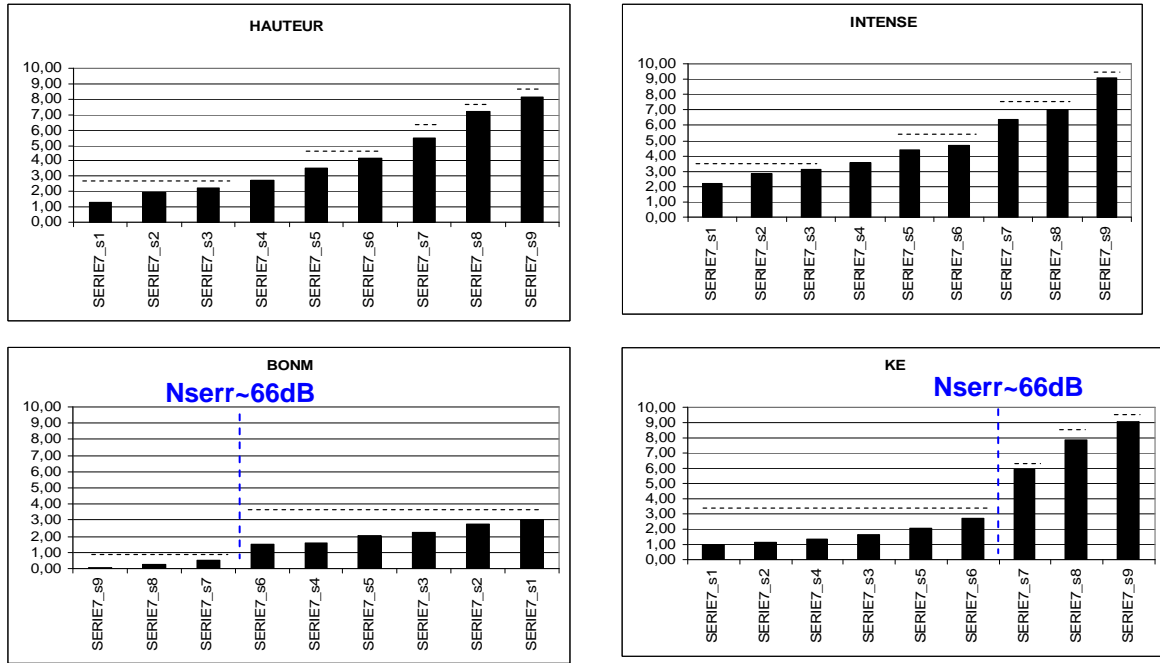 HAUTEUR
10,00
9,00
8,00
7,00
6,00
5,00
4,00
3,00
2,00
1,00
0,00
SERIE7_s1
SERIE7_s2
SERIE7_s3
SERIE7_s4
SERIE7_s5
SERIE7_s6
SERIE7_s7
SERIE7_s8
SERIE7_s9
INTENSE
10,00
9,00
8,00
7,00
6,00
5,00
4,00
3,00
2,00
1,00
0,00
SERIE7_s1
SERIE7_s2
SERIE7_s3
SERIE7_s4
SERIE7_s5
SERIE7_s6
SERIE7_s7
SERIE7_s8
SERIE7_s9
BONM
Nserr~66dB
10,00
9,00
8,00
7,00
6,00
5,00
4,00
3,00
2,00
1,00
0,00
SERIE7_s9
SERIE7_s8
SERIE7_s7
SERIE7_s6
SERIE7_s4
SERIE7_s5
SERIE7_s3
SERIE7_s2
SERIE7_s1
KE
Nserr~66dB
10,00
9,00
8,00
7,00
6,00
5,00
4,00
3,00
2,00
1,00
0,00
SERIE7_s1
SERIE7_s2
SERIE7_s4
SERIE7_s3
SERIE7_s5
SERIE7_s6
SERIE7_s7
SERIE7_s8
SERIE7_s9